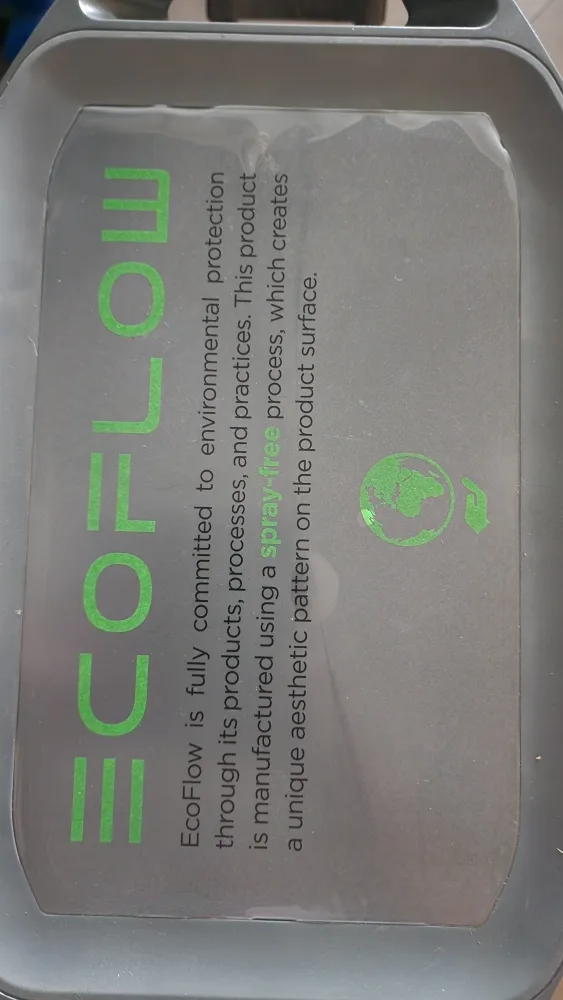 ECOFLOW
EcoFlow is fully committed to environmental protection
through its products, processes, and practices. This product
is manufactured using a spray-free process, which creates
a unique aesthetic pattern on the product surface.